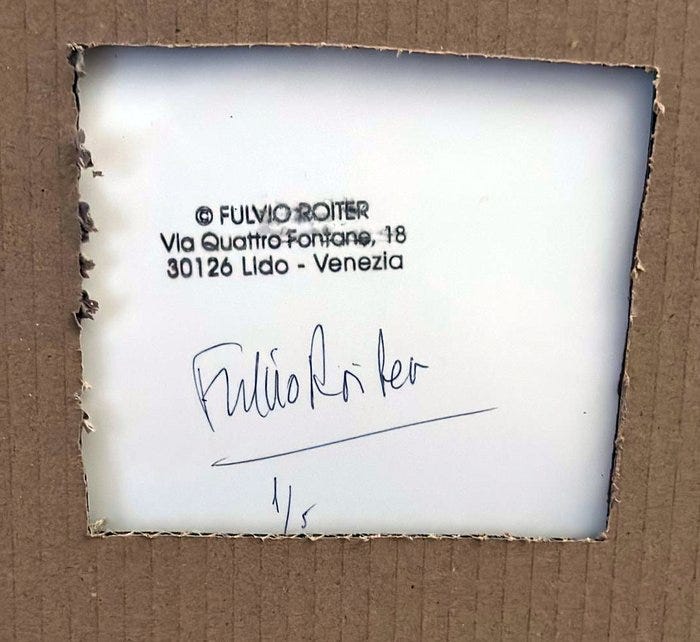 © FULVIO ROITER
Via Quattro Fontane, 18
30126 Lido - Venezia
Fulvio Roiter
1/5